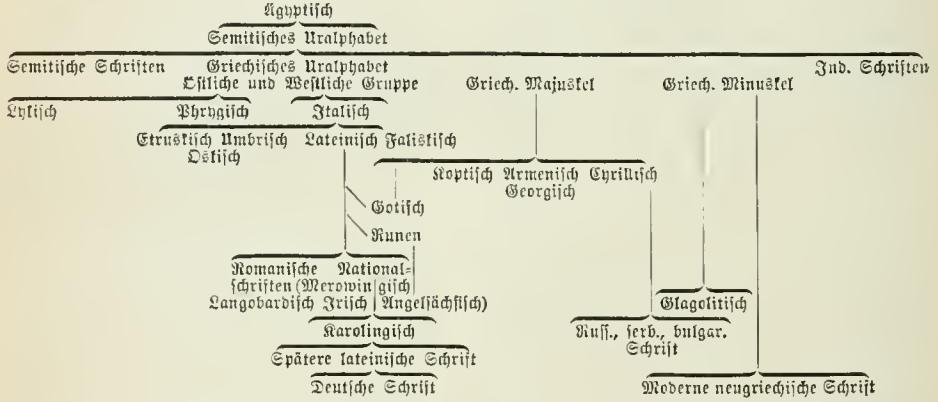 Ägyptisch
Semitisches Uralphabet
Semitische Schriften Griechisches Uralphabet Ind. Schriften
Östliche und Westliche Gruppe Griech. Majuskel Griech. Minuskel
Lykisch Phrygisch Italisch
Etruskisch Umbrisch Lateinisch Faliskisch
Oskisch
Koptisch Armenisch Cyrillisch
Georgisch
Gotisch
Runen
Romanische National-
schriften (Merowingisch
Langobardisch Irisch Angelsächsisch)
Glagolitisch
Karolingisch
Russ., serb., bulgar.
Schrift
Spätere lateinische Schrift
Deutsche Schrift
Moderne neugriechische Schrift